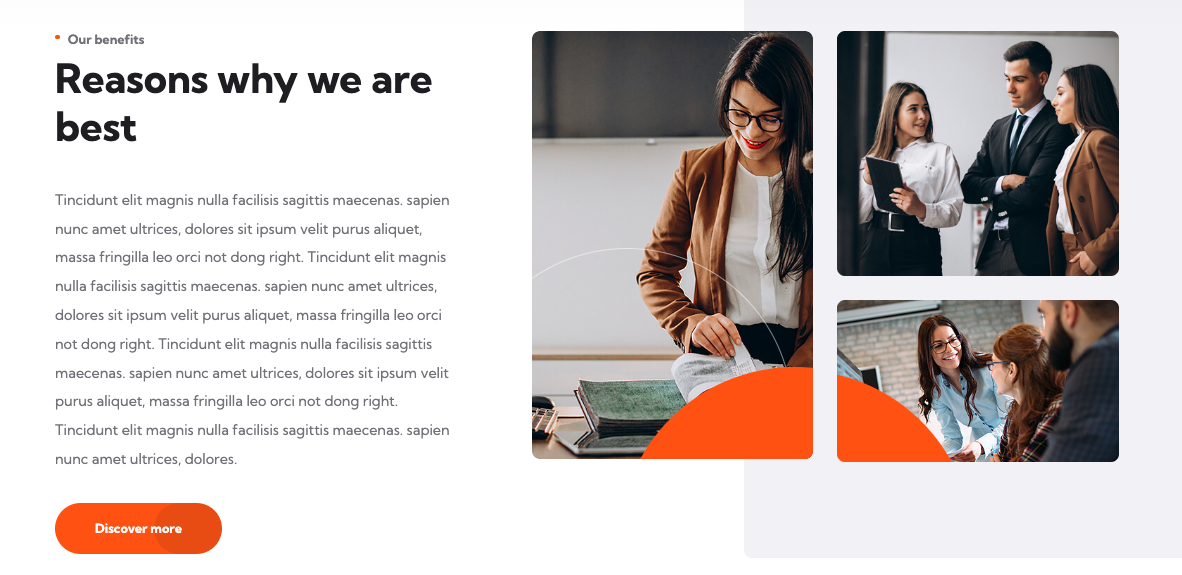 Our benefits
Reasons why we are
best
Tincidunt elit magnis nulla facilisis sagittis maecenas. sapien
nunc amet ultrices, dolores sit ipsum velit purus aliquet,
massa fringilla leo orci not dong right. Tincidunt elit magnis
nulla facilisis sagittis maecenas. sapien nunc amet ultrices,
dolores sit ipsum velit purus aliquet, massa fringilla leo orci
not dong right. Tincidunt elit magnis nulla facilisis sagittis
maecenas. sapien nunc amet ultrices, dolores sit ipsum velit
purus aliquet, massa fringilla leo orci not dong right.
Tincidunt elit magnis nulla facilisis sagittis maecenas. sapien
nunc amet ultrices, dolores.
Discover more